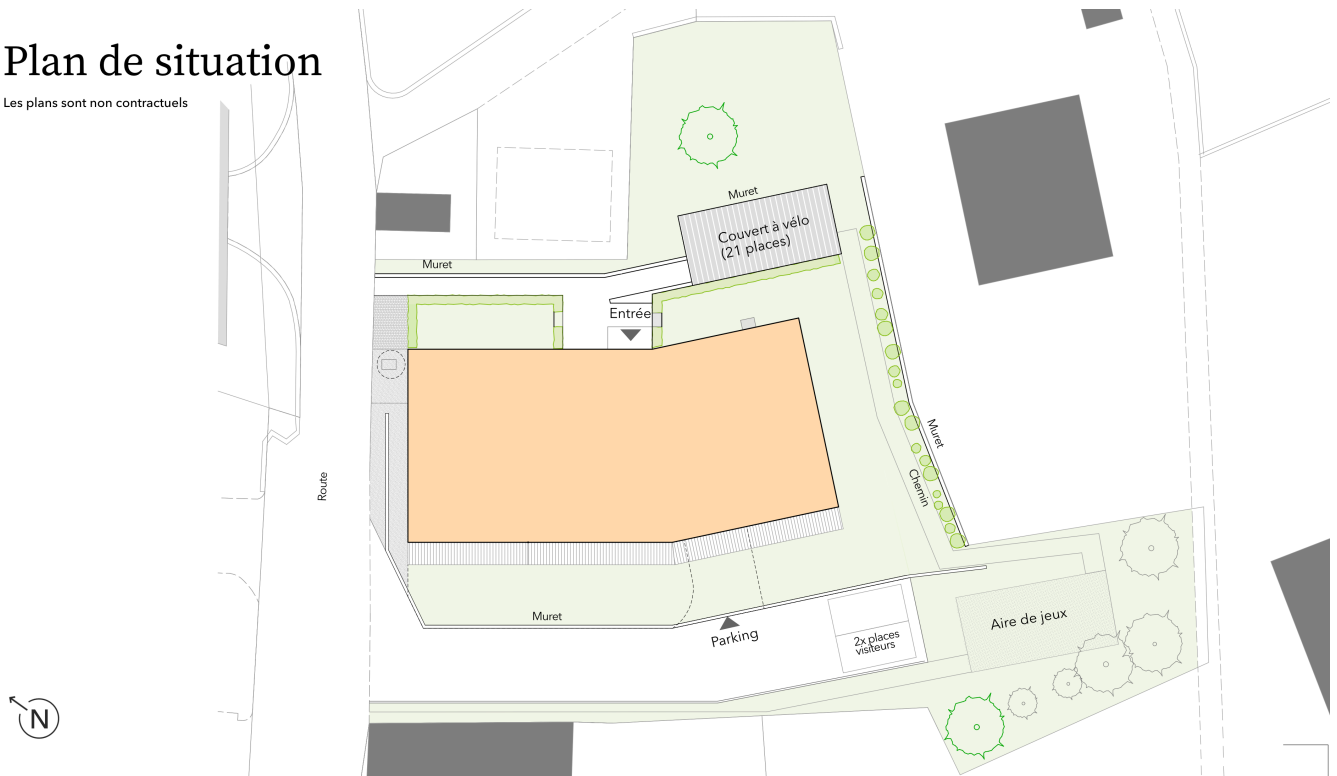 Plan de situation
Les plans sont non contractuels
Muret
Couvert à vélo
(21 places)
Muret
Entrée
Muret
Chemin
Route
Muret
Parking
2x places
visiteurs
Aire de jeux
N